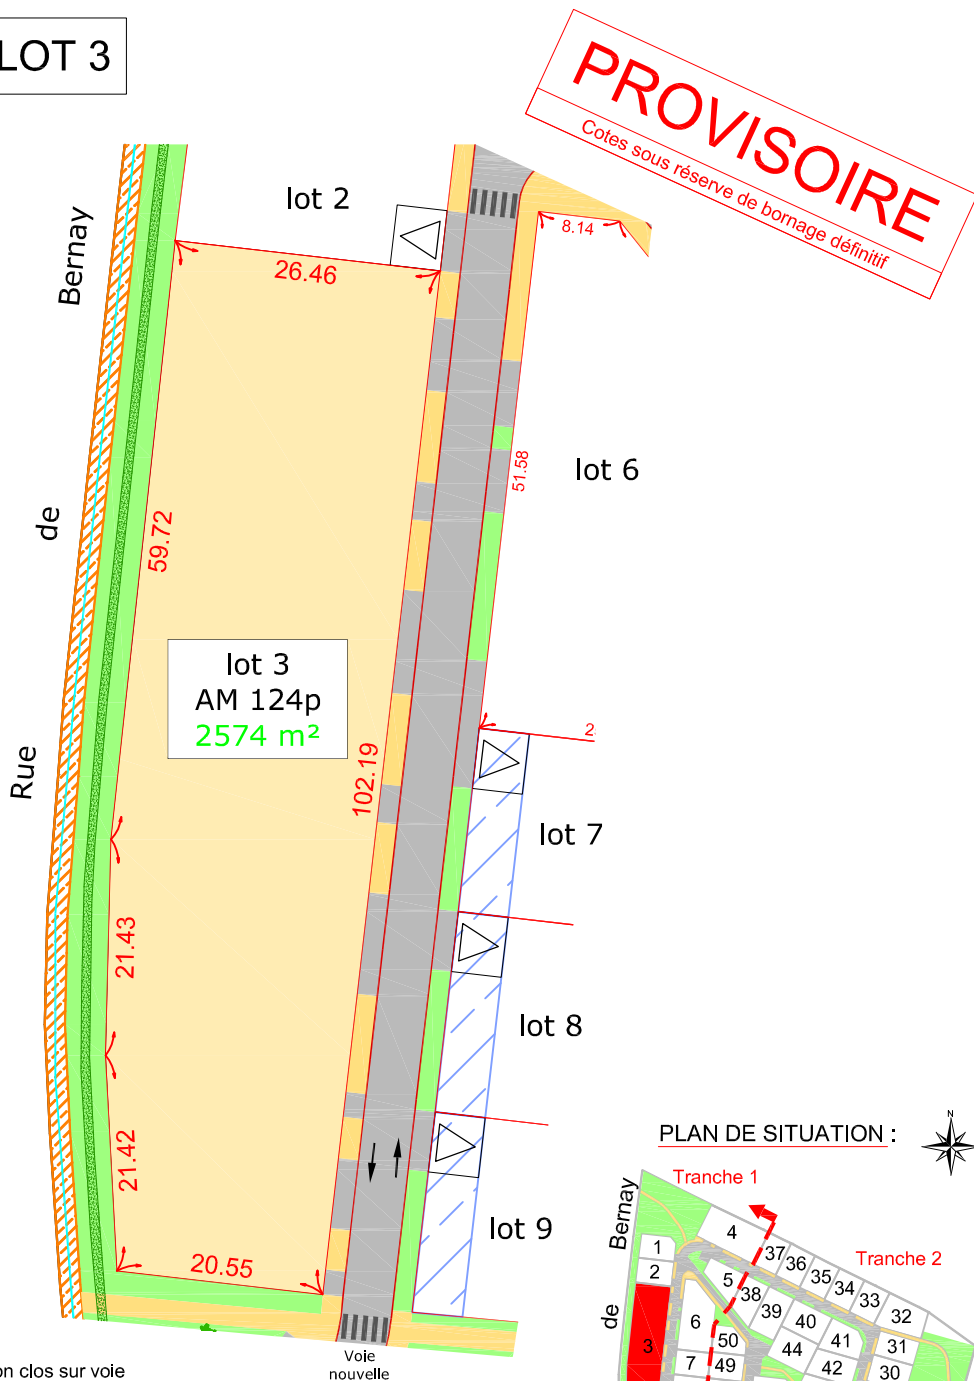 LOT 3
PROVISOIRE
Cotes sous réserve de bornage définitif
lot 2
Bernay
8.14
26.46
lot 6
51.58
de
59.72
lot 3
AM 124p
2574 m²
2
Rue
102.19
lot 7
21.43
lot 8
21.42
lot 9
20.55
Voie
nouvelle
on clos sur voie
PLAN DE SITUATION :
N
Tranche 1
Bernay
Tranche 2
de
1
2
3
4
5
6
7
37
36
35
34
33
32
38
39
40
41
31
50
49
44
42
30